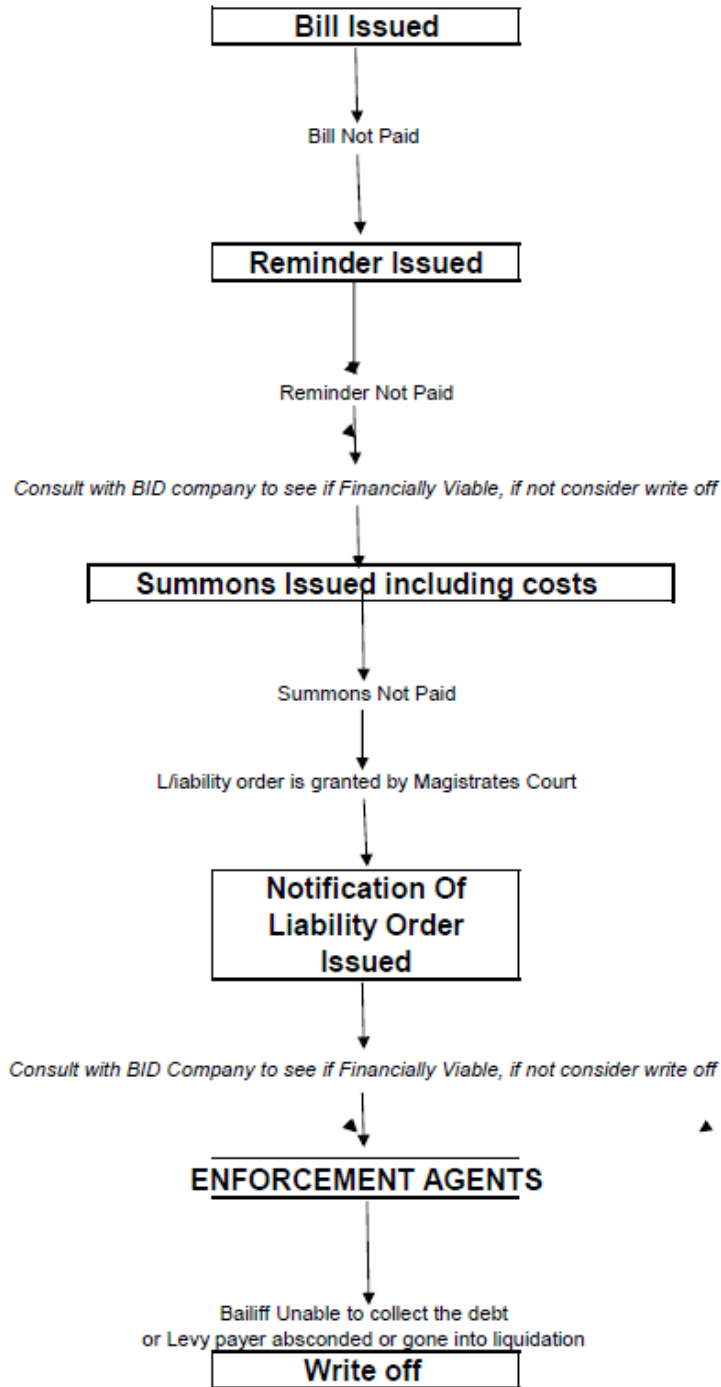 Bill Issued
Bill Not Paid
Reminder Issued
Reminder Not Paid
Consult with BID company to see if Financially Viable, if not consider write off
Summons Issued including costs
Summons Not Paid
L/iability order is granted by Magistrates Court
Notification Of
Liability Order
Issued
Consult with BID Company to see if Financially Viable, if not consider write off
ENFORCEMENT AGENTS
Bailiff Unable to collect the debt
or Levy payer absconded or gone into liquidation
Write off